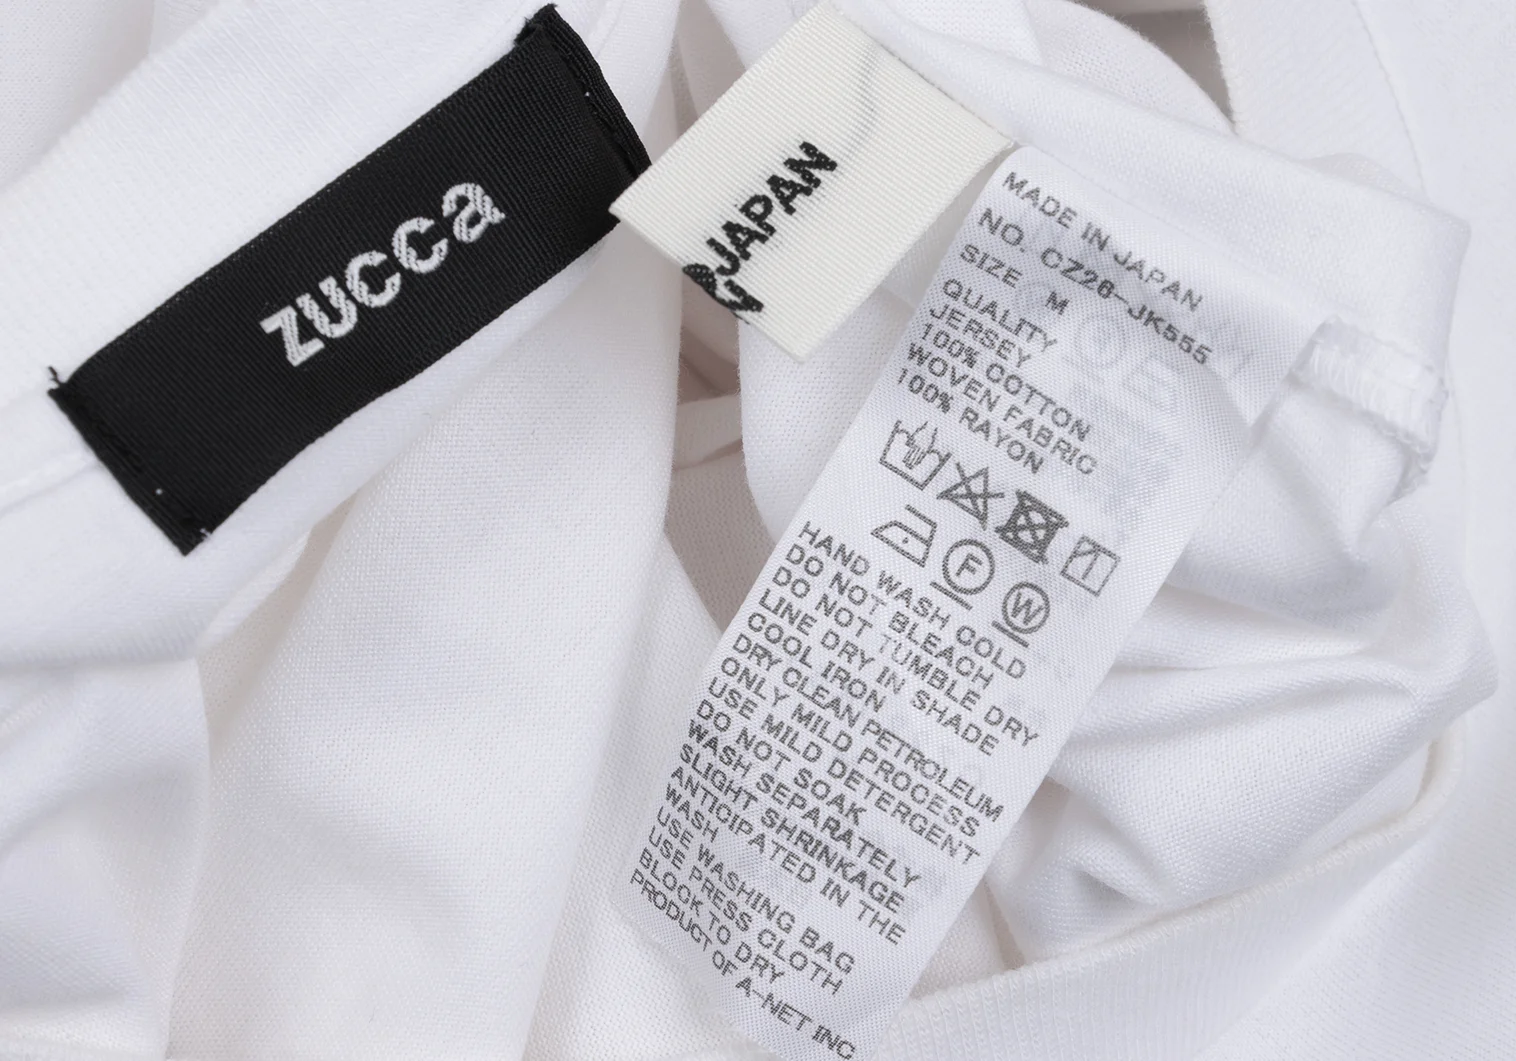 ZUCCa
JAPAN
MADE IN JAPAN
NO. CZ26-JK555
SIZE M
QUALITY
JERSEY
100% COTTON
WOVEN FABRIC
100% RAYON
F
W
HAND WASH COLD
DO NOT BLEACH
DO NOT TUMBLE DRY
LINE DRY IN SHADE
COOL IRON
DRY CLEAN PETROLEUM
ONLY MILD PROCESS
USE MILD DETERGENT
DO NOT SOAK
WASH SEPARATELY
SLIGHT SHRINKAGE
ANTICIPATED IN THE
WASH
USE WASHING BAG
USE PRESS CLOTH
BLOCK TO DRY
PRODUCT OF A-NET INC